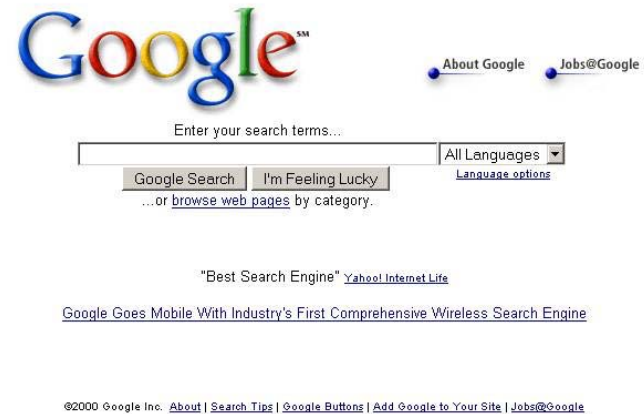 Google SM
About Google Jobs@Google
Enter your search terms...
All Languages
Google Search I'm Feeling Lucky
Language options
...or browse web pages by category.
"Best Search Engine" Yahoo! Internet Life
Google Goes Mobile With Industry's First Comprehensive Wireless Search Engine
©2000 Google Inc. About | Search Tips | Google Buttons | Add Google to Your Site | Jobs@Google